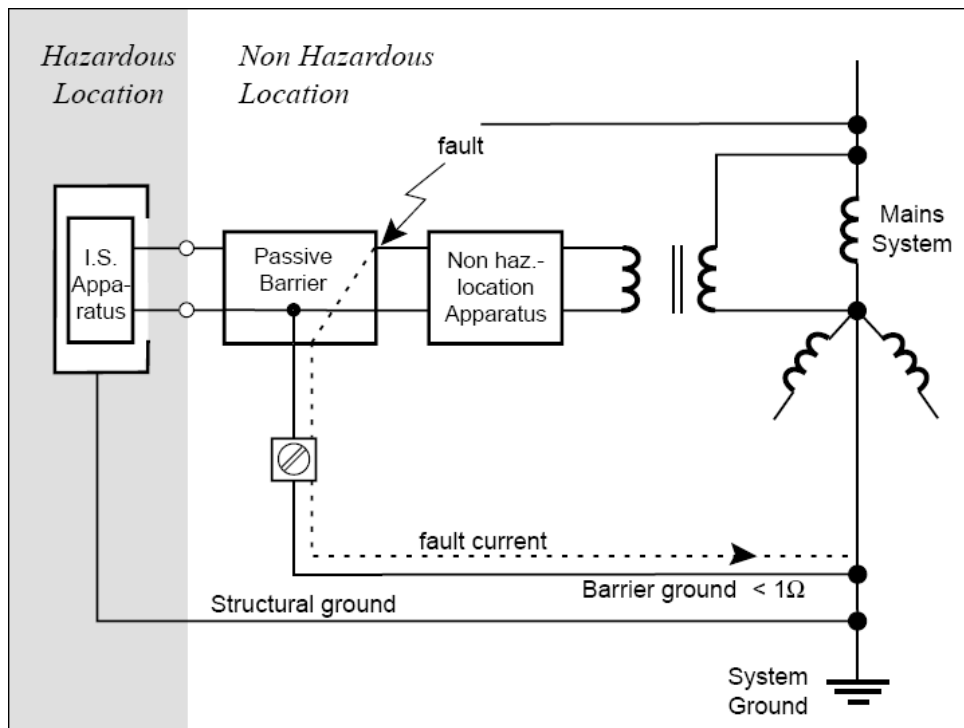 Hazardous
Location
Non Hazardous
Location
fault
Mains
System
I.S.
Appa-
ratus
Passive
Barrier
Non haz.-
location
Apparatus
fault current
Barrier ground < 1Ω
Structural ground
System
Ground